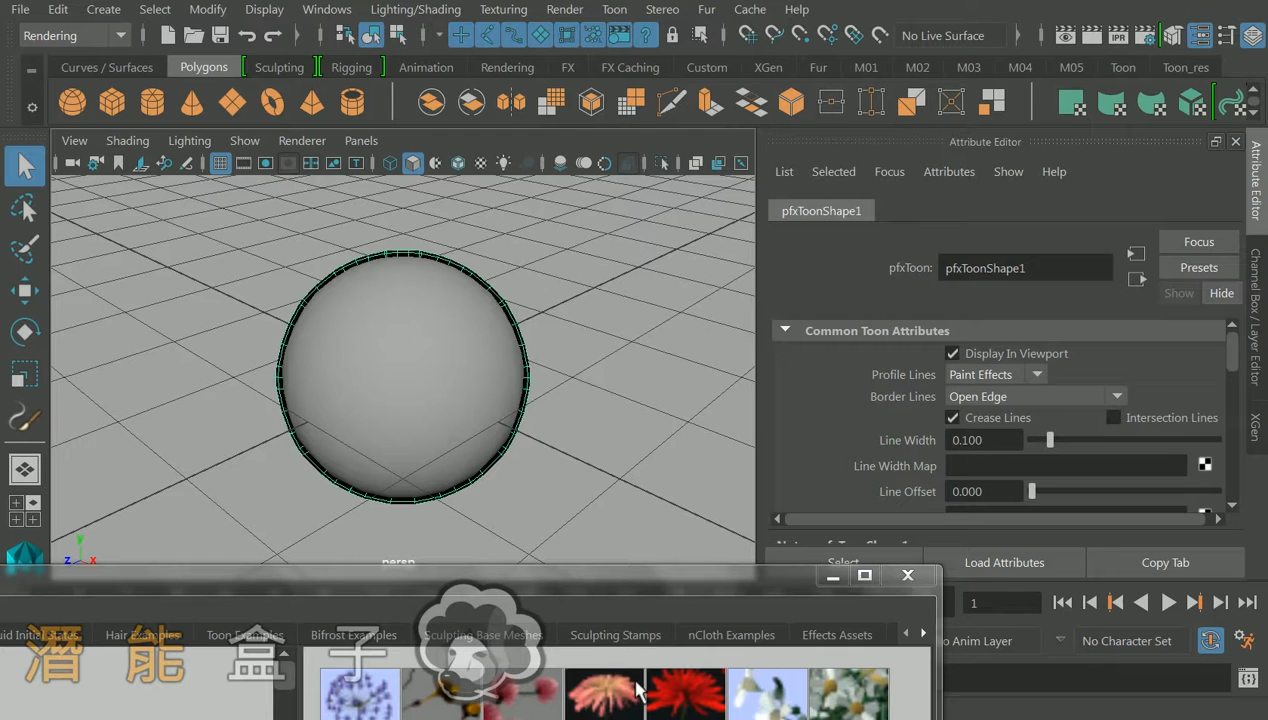 File Edit Create Select Modify Display Windows Lighting/Shading Texturing Render Toon Stereo Fur Cache Help
Rendering No Live Surface
Curves / Surfaces Polygons Sculpting Rigging Animation Rendering FX FX Caching Custom XGen Fur M01 M02 M03 M04 M05 Toon Toon_res
View Shading Lighting Show Renderer Panels
Attribute Editor
List Selected Focus Attributes Show Help
pfxToonShape1
Focus
pfxToon: pfxToonShape1
Presets
Show Hide
Common Toon Attributes
Display In Viewport
Profile Lines Paint Effects
Border Lines Open Edge
Crease Lines Intersection Lines
Line Width 0.100
Line Width Map
Line Offset 0.000
Select Load Attributes Copy Tab
Attribute Editor
Channel Box / Layer Editor
XGen
persp
y
z x
1
uid Initial States Hair Examples Toon Examples Bifrost Examples Sculpting Base Meshes Sculpting Stamps nCloth Examples Effects Assets
o Anim Layer No Character Set
潛能盒子